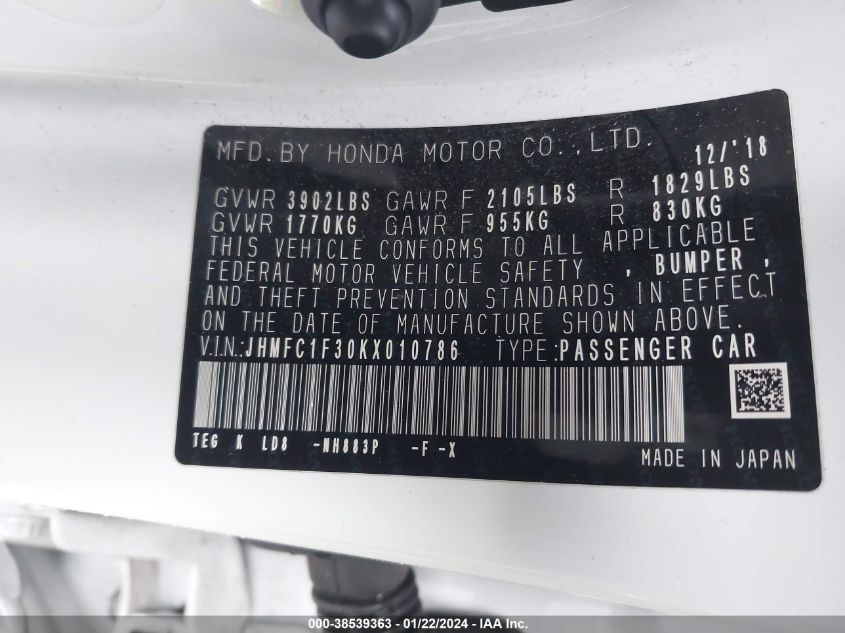 MFD. BY HONDA MOTOR CO., LTD. 12/'18
GVWR 3902LBS GAWR F 2105LBS R 1829LBS
GVWR 1770KG GAWR F 955KG R 830KG
THIS VEHICLE CONFORMS TO ALL APPLICABLE
FEDERAL MOTOR VEHICLE SAFETY , BUMPER ,
AND THEFT PREVENTION STANDARDS IN EFFECT
ON THE DATE OF MANUFACTURE SHOWN ABOVE.
V.I.N.:JHMFC1F30KX010786 TYPE:PASSENGER CAR
TEG K LD8 -NH883P -F -X
MADE IN JAPAN
00-38539363 - 01/22/2024 - IAA Inc.